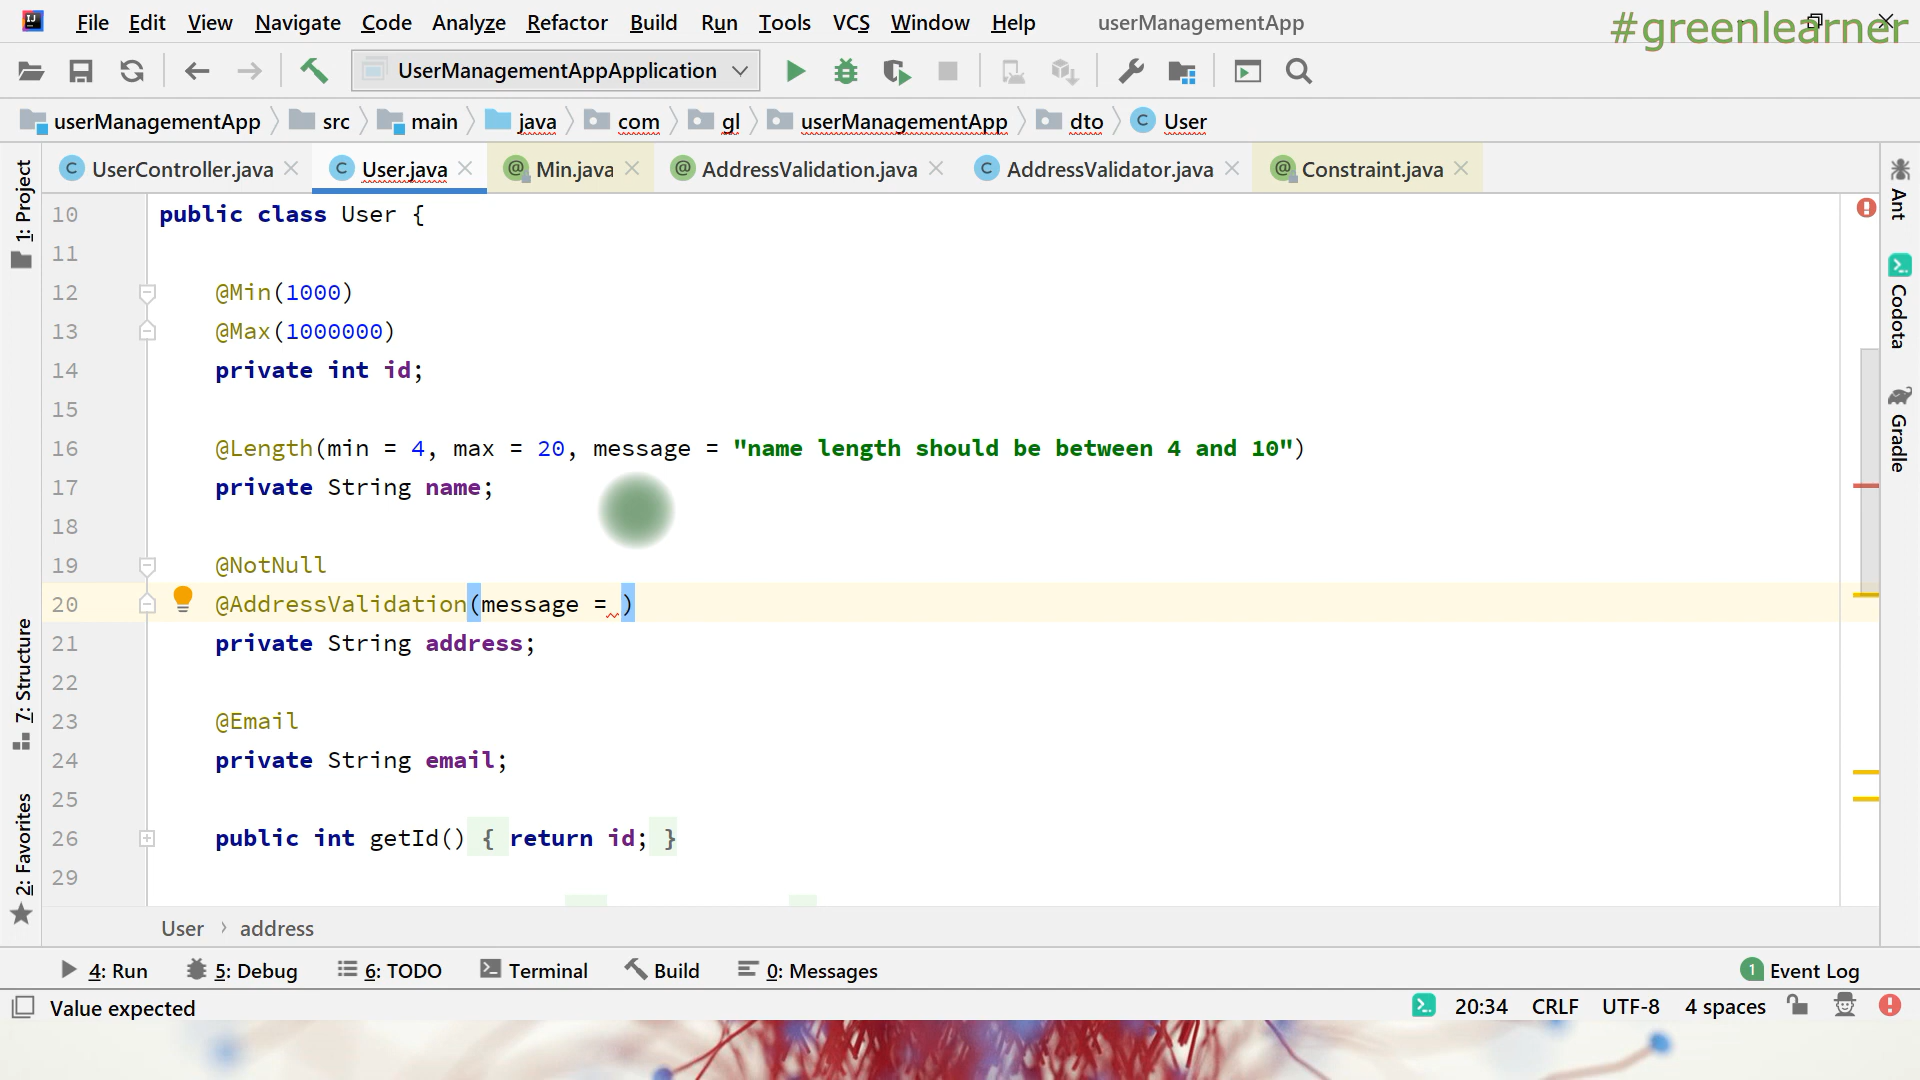 File Edit View Navigate Code Analyze Refactor Build Run Tools VCS Window Help userManagementApp
#greenlearner
UserManagementAppApplication
userManagementApp src main java com gl userManagementApp dto User
UserController.java User.java Min.java AddressValidation.java AddressValidator.java Constraint.java
1: Project
7: Structure
2: Favorites
Ant
Codota
Gradle
10 public class User {
11
12 @Min(1000)
13 @Max(1000000)
14 private int id;
15
16 @Length(min = 4, max = 20, message = "name length should be between 4 and 10")
17 private String name;
18
19 @NotNull
20 @AddressValidation(message = )
21 private String address;
22
23 @Email
24 private String email;
25
26 public int getId() { return id; }
29
User › address
4: Run 5: Debug 6: TODO Terminal Build 0: Messages 1 Event Log
Value expected 20:34 CRLF UTF-8 4 spaces